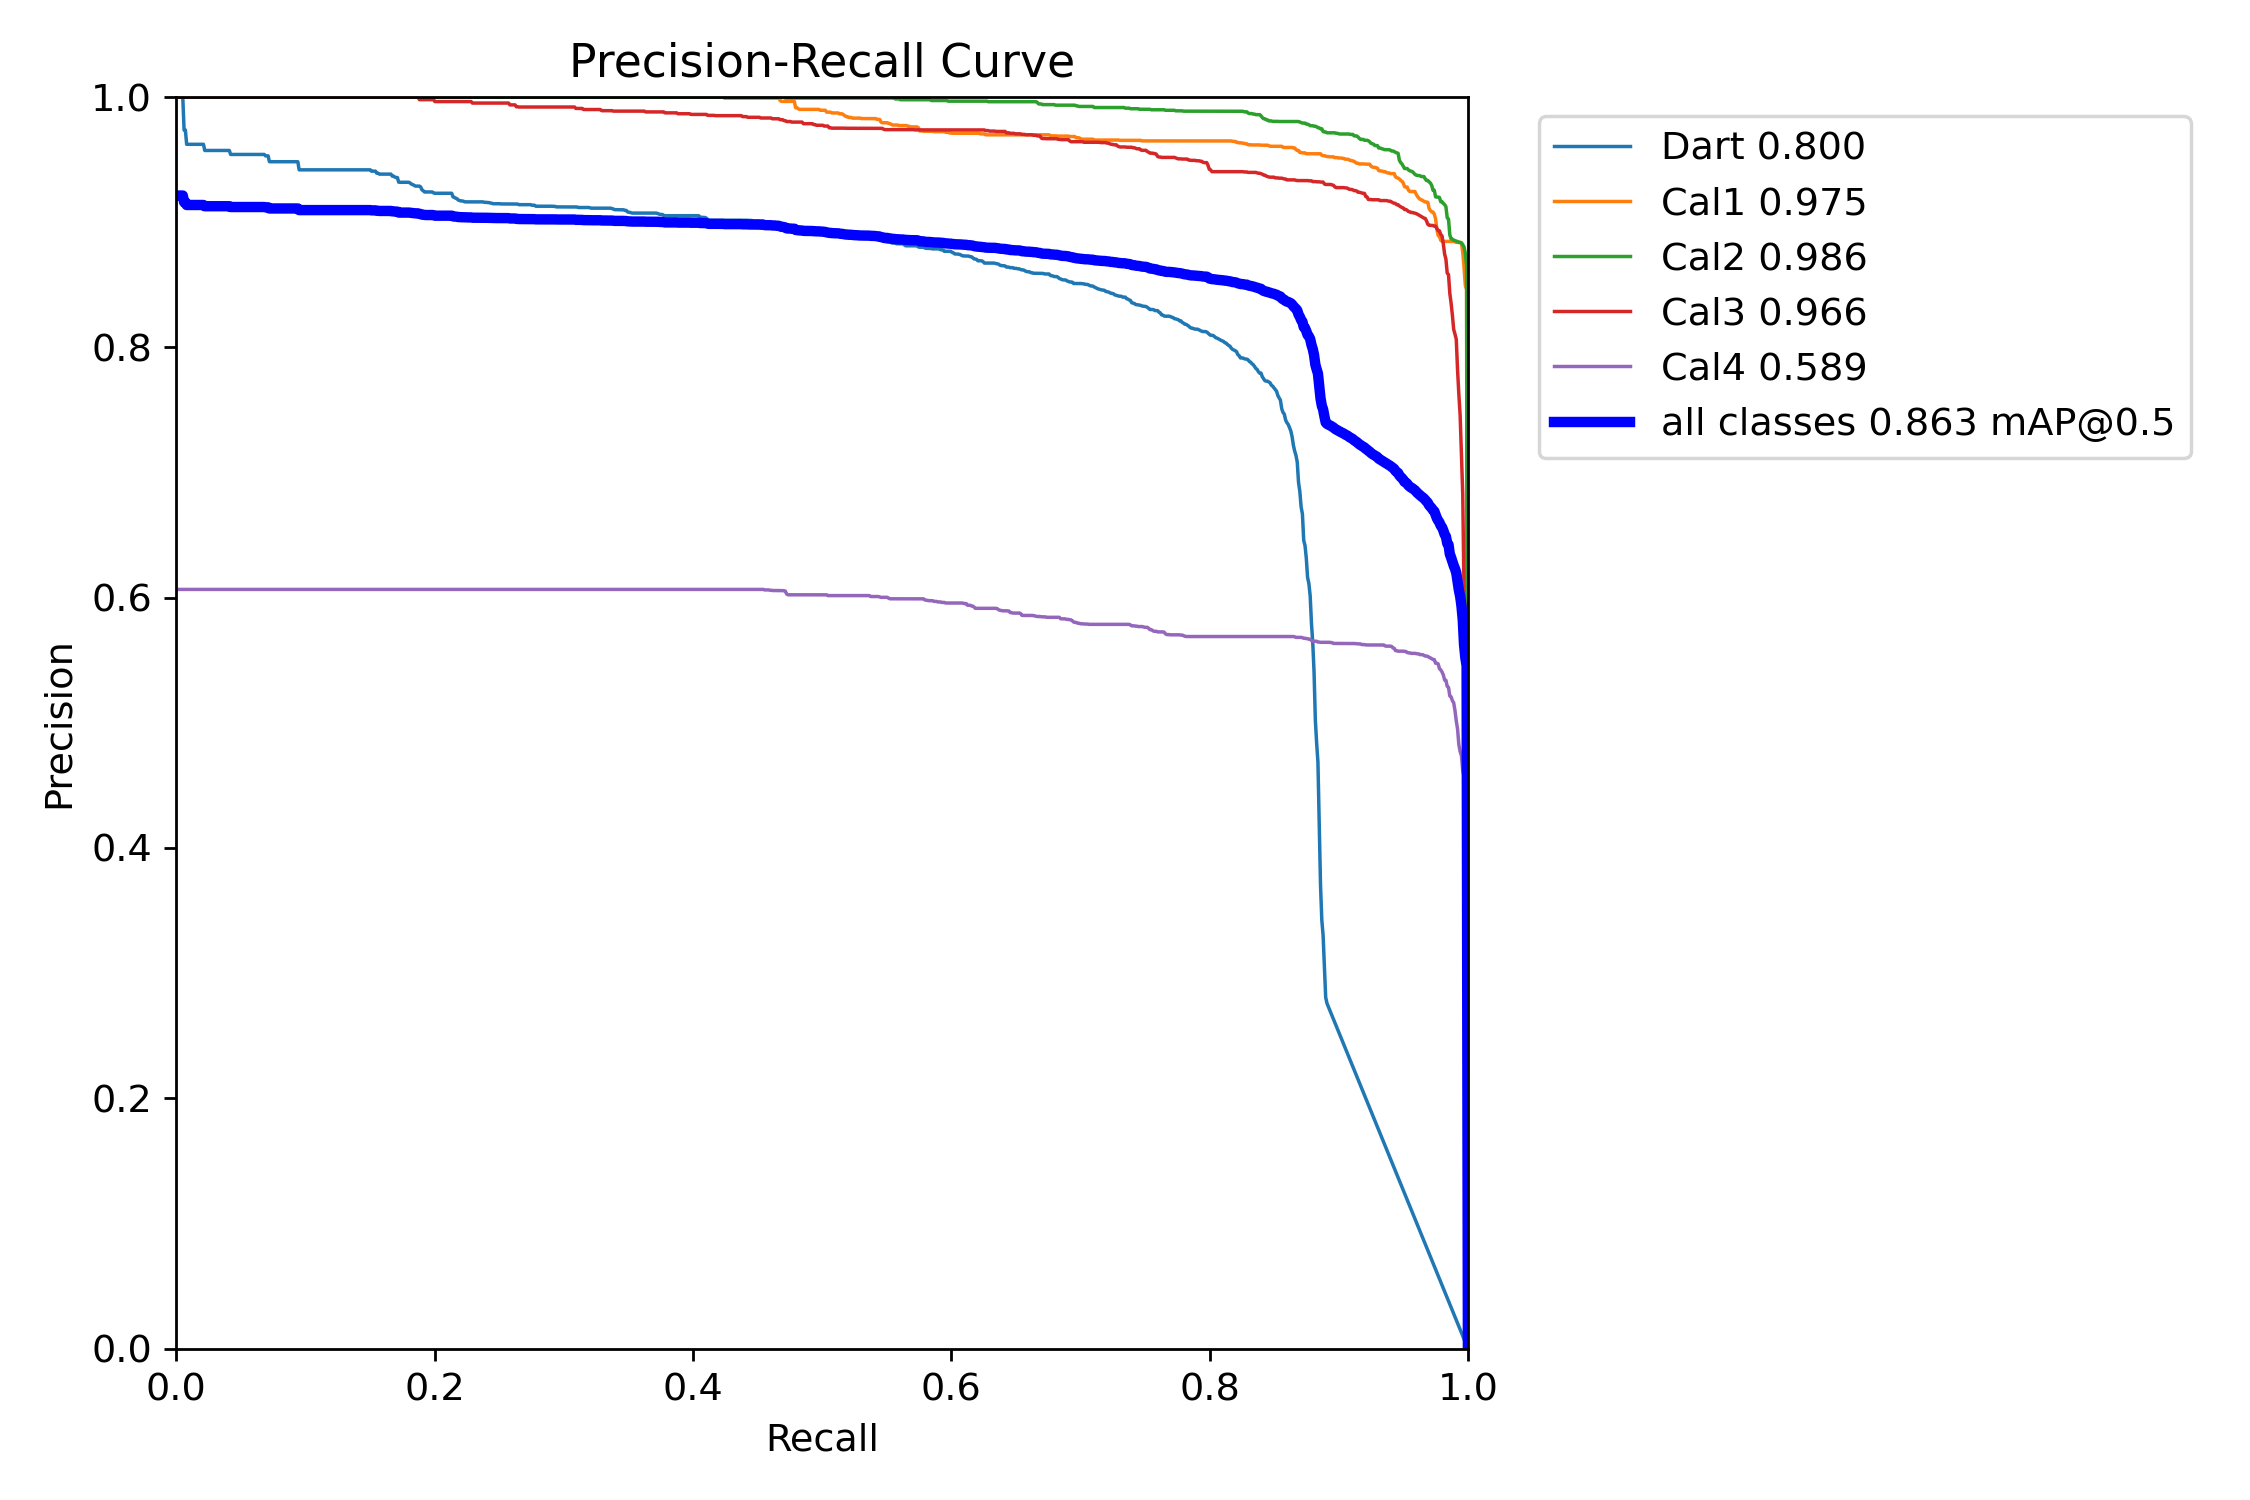 Precision-Recall Curve
1.0
0.8
0.6
0.4
0.2
0.0
Precision
0.0 0.2 0.4 0.6 0.8 1.0
Recall
Dart 0.800
Cal1 0.975
Cal2 0.986
Cal3 0.966
Cal4 0.589
all classes 0.863 mAP@0.5